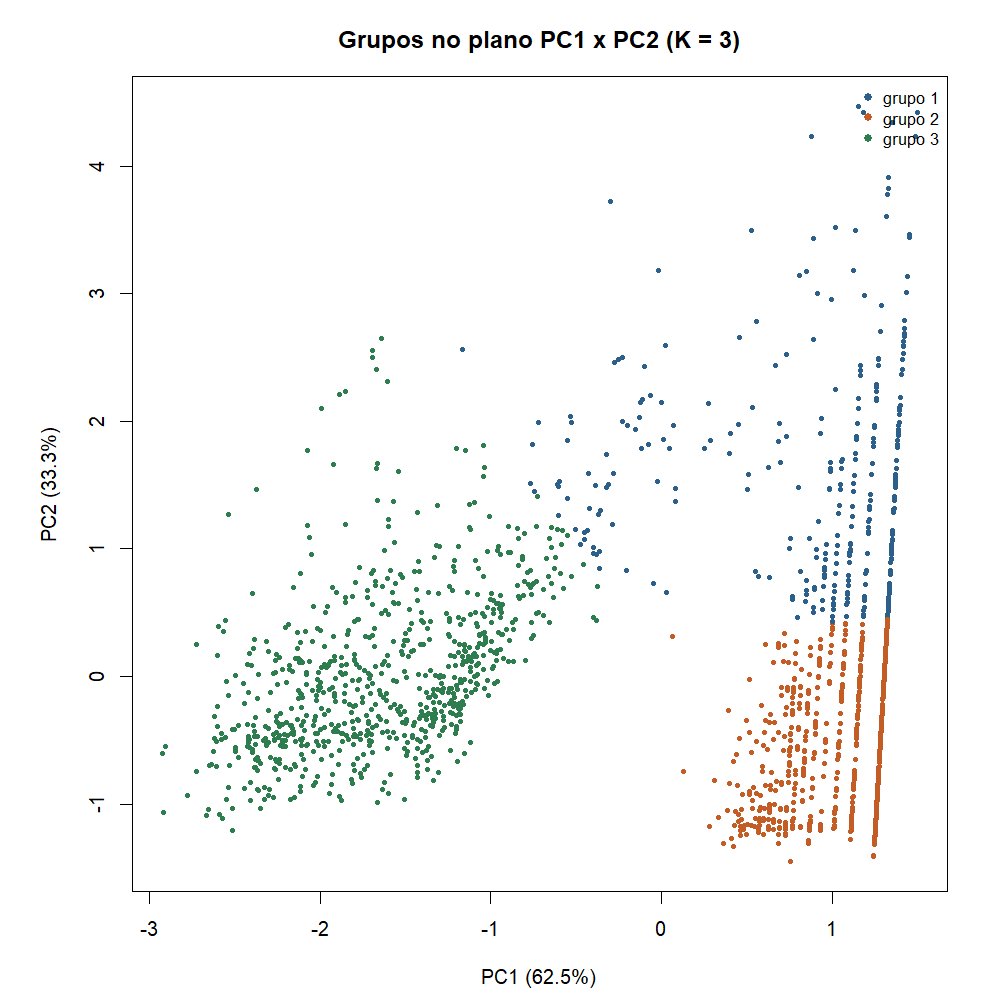 Grupos no plano PC1 x PC2 (K = 3)
grupo 1
grupo 2
grupo 3
PC2 (33.3%)
4
3
2
1
0
-1
-3
-2
-1
0
1
PC1 (62.5%)